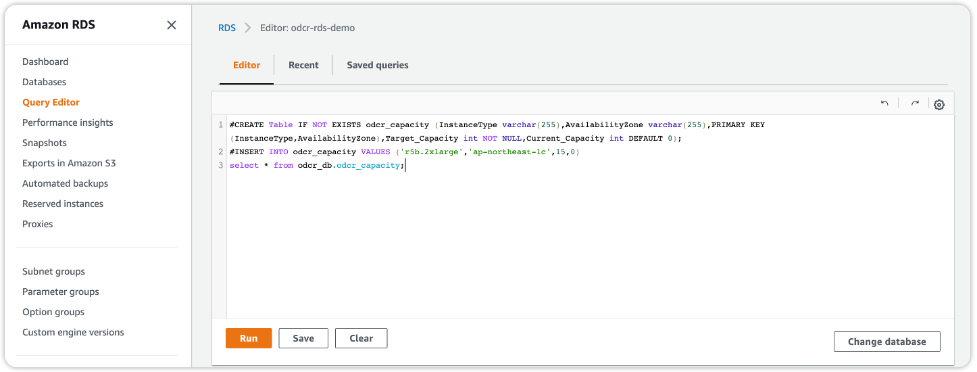 Amazon RDS
Dashboard
Databases
Query Editor
Performance insights
Snapshots
Exports in Amazon S3
Automated backups
Reserved instances
Proxies
Subnet groups
Parameter groups
Option groups
Custom engine versions
RDS > Editor: odcr-rds-demo
Editor Recent Saved queries
1 #CREATE Table IF NOT EXISTS odcr_capacity (InstanceType varchar(255),AvailabilityZone varchar(255),PRIMARY KEY
(InstanceType,AvailabilityZone),Target_Capacity int NOT NULL,Current_Capacity int DEFAULT 0);
2 #INSERT INTO odcr_capacity VALUES ('r5b.2xlarge','ap-northeast-1c',15,0)
3 select * from odcr_db.odcr_capacity;
Run Save Clear Change database